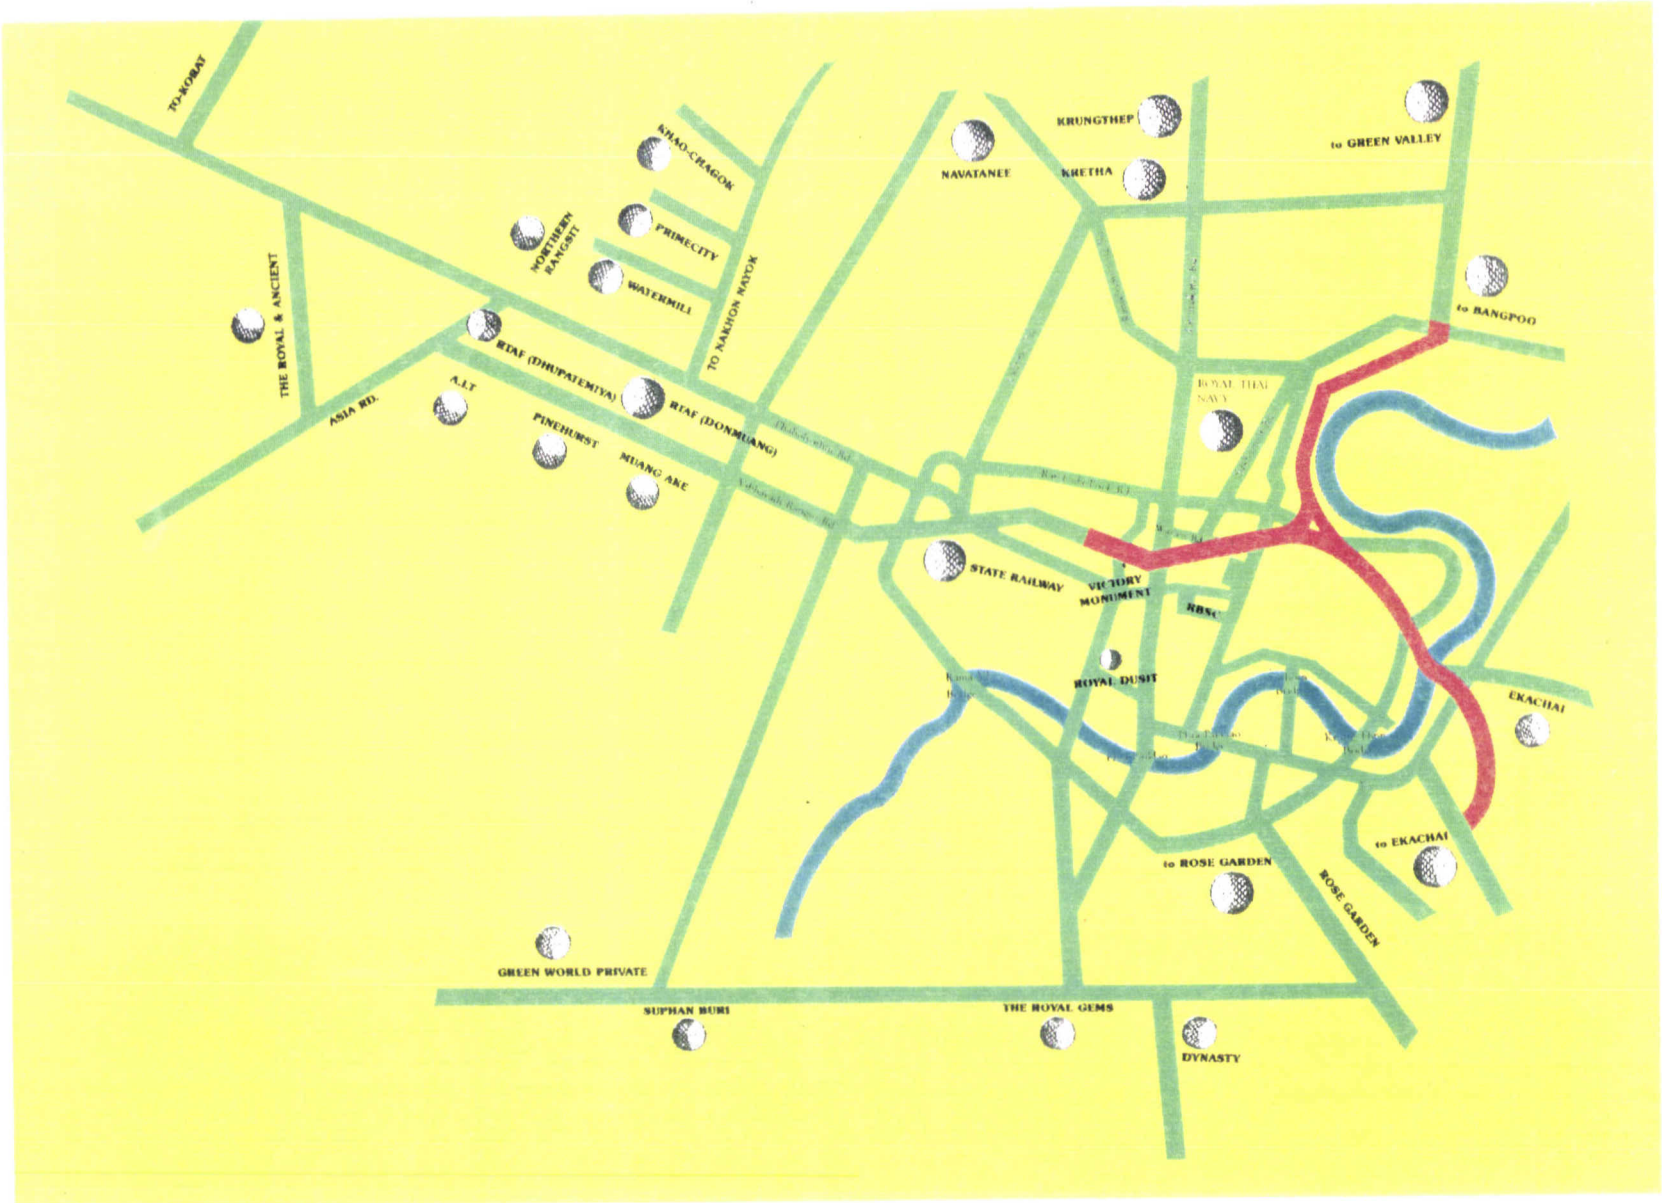 TO-KORAT
KHAO-CHAGOK
KRUNGTHEP
to GREEN VALLEY
NAVATANEE
KRETHA
NORTHERN
RANGSIT
PRIMECITY
WATERMILL
TO NAKHON NAYOK
THE ROYAL & ANCIENT
to BANGPOO
RTAF (DHUPATEMIYA)
A.I.T
ASIA RD.
RTAF (DONMUANG)
ROYAL THAI
NAVY
PINEHURST
MUANG AKE
STATE RAILWAY
VICTORY
MONUMENT
RBSC
ROYAL DUSIT
EKACHAI
to EKACHAI
to ROSE GARDEN
ROSE GARDEN
GREEN WORLD PRIVATE
SUPHAN BURI
THE ROYAL GEMS
DYNASTY